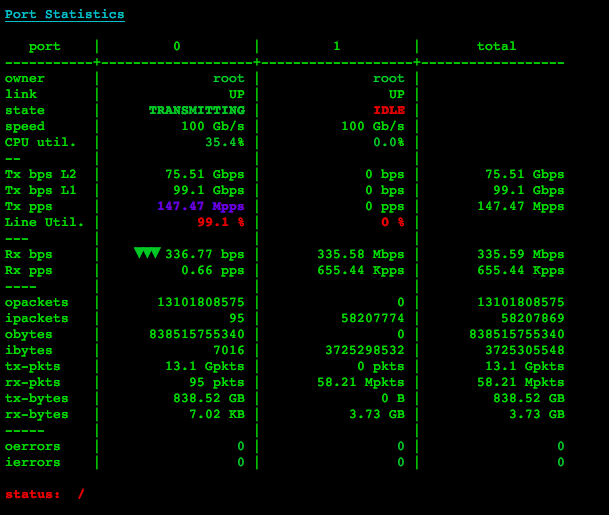 Port Statistics
port | 0 | 1 | total
-----------+-------------------+-------------------+------------------
owner | root | root |
link | UP | UP |
state | TRANSMITTING | IDLE |
speed | 100 Gb/s | 100 Gb/s |
CPU util. | 35.4% | 0.0% |
-- | | |
Tx bps L2 | 75.51 Gbps | 0 bps | 75.51 Gbps
Tx bps L1 | 99.1 Gbps | 0 bps | 99.1 Gbps
Tx pps | 147.47 Mpps | 0 pps | 147.47 Mpps
Line Util. | 99.1 % | 0 % |
--- | | |
Rx bps | ▼▼▼ 336.77 bps | 335.58 Mbps | 335.59 Mbps
Rx pps | 0.66 pps | 655.44 Kpps | 655.44 Kpps
---- | | |
opackets | 13101808575 | 0 | 13101808575
ipackets | 95 | 58207774 | 58207869
obytes | 838515755340 | 0 | 838515755340
ibytes | 7016 | 3725298532 | 3725305548
tx-pkts | 13.1 Gpkts | 0 pkts | 13.1 Gpkts
rx-pkts | 95 pkts | 58.21 Mpkts | 58.21 Mpkts
tx-bytes | 838.52 GB | 0 B | 838.52 GB
rx-bytes | 7.02 KB | 3.73 GB | 3.73 GB
----- | | |
oerrors | 0 | 0 | 0
ierrors | 0 | 0 | 0
status: /